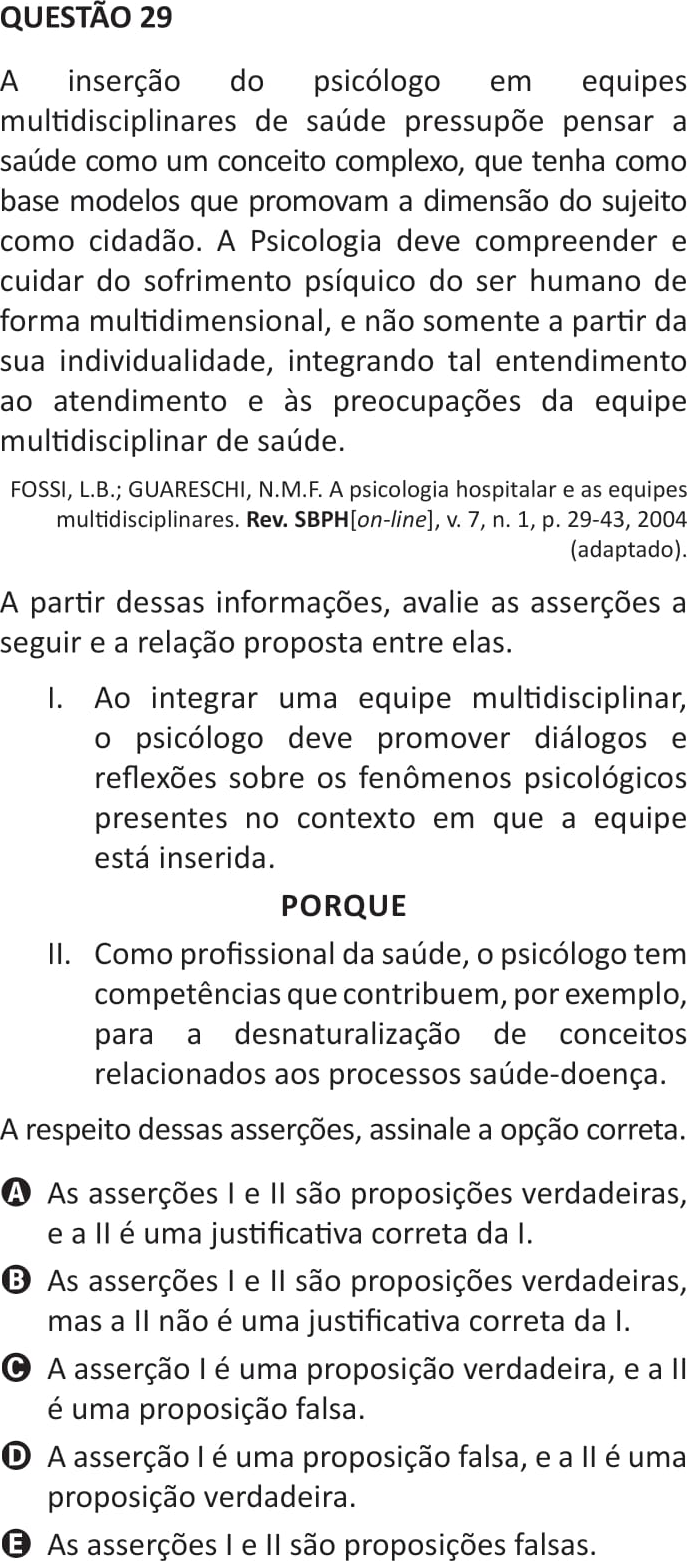 QUESTÃO 29
A inserção do psicólogo em equipes
multidisciplinares de saúde pressupõe pensar a
saúde como um conceito complexo, que tenha como
base modelos que promovam a dimensão do sujeito
como cidadão. A Psicologia deve compreender e
cuidar do sofrimento psíquico do ser humano de
forma multidimensional, e não somente a partir da
sua individualidade, integrando tal entendimento
ao atendimento e às preocupações da equipe
multidisciplinar de saúde.
FOSSI, L.B.; GUARESCHI, N.M.F. A psicologia hospitalar e as equipes
multidisciplinares. Rev. SBPH[on-line], v. 7, n. 1, p. 29-43, 2004
(adaptado).
A partir dessas informações, avalie as asserções a
seguir e a relação proposta entre elas.
I. Ao integrar uma equipe multidisciplinar,
o psicólogo deve promover diálogos e
reflexões sobre os fenômenos psicológicos
presentes no contexto em que a equipe
está inserida.
PORQUE
II. Como profissional da saúde, o psicólogo tem
competências que contribuem, por exemplo,
para a desnaturalização de conceitos
relacionados aos processos saúde-doença.
A respeito dessas asserções, assinale a opção correta.
A As asserções I e II são proposições verdadeiras,
e a II é uma justificativa correta da I.
B As asserções I e II são proposições verdadeiras,
mas a II não é uma justificativa correta da I.
C A asserção I é uma proposição verdadeira, e a II
é uma proposição falsa.
D A asserção I é uma proposição falsa, e a II é uma
proposição verdadeira.
E As asserções I e II são proposições falsas.